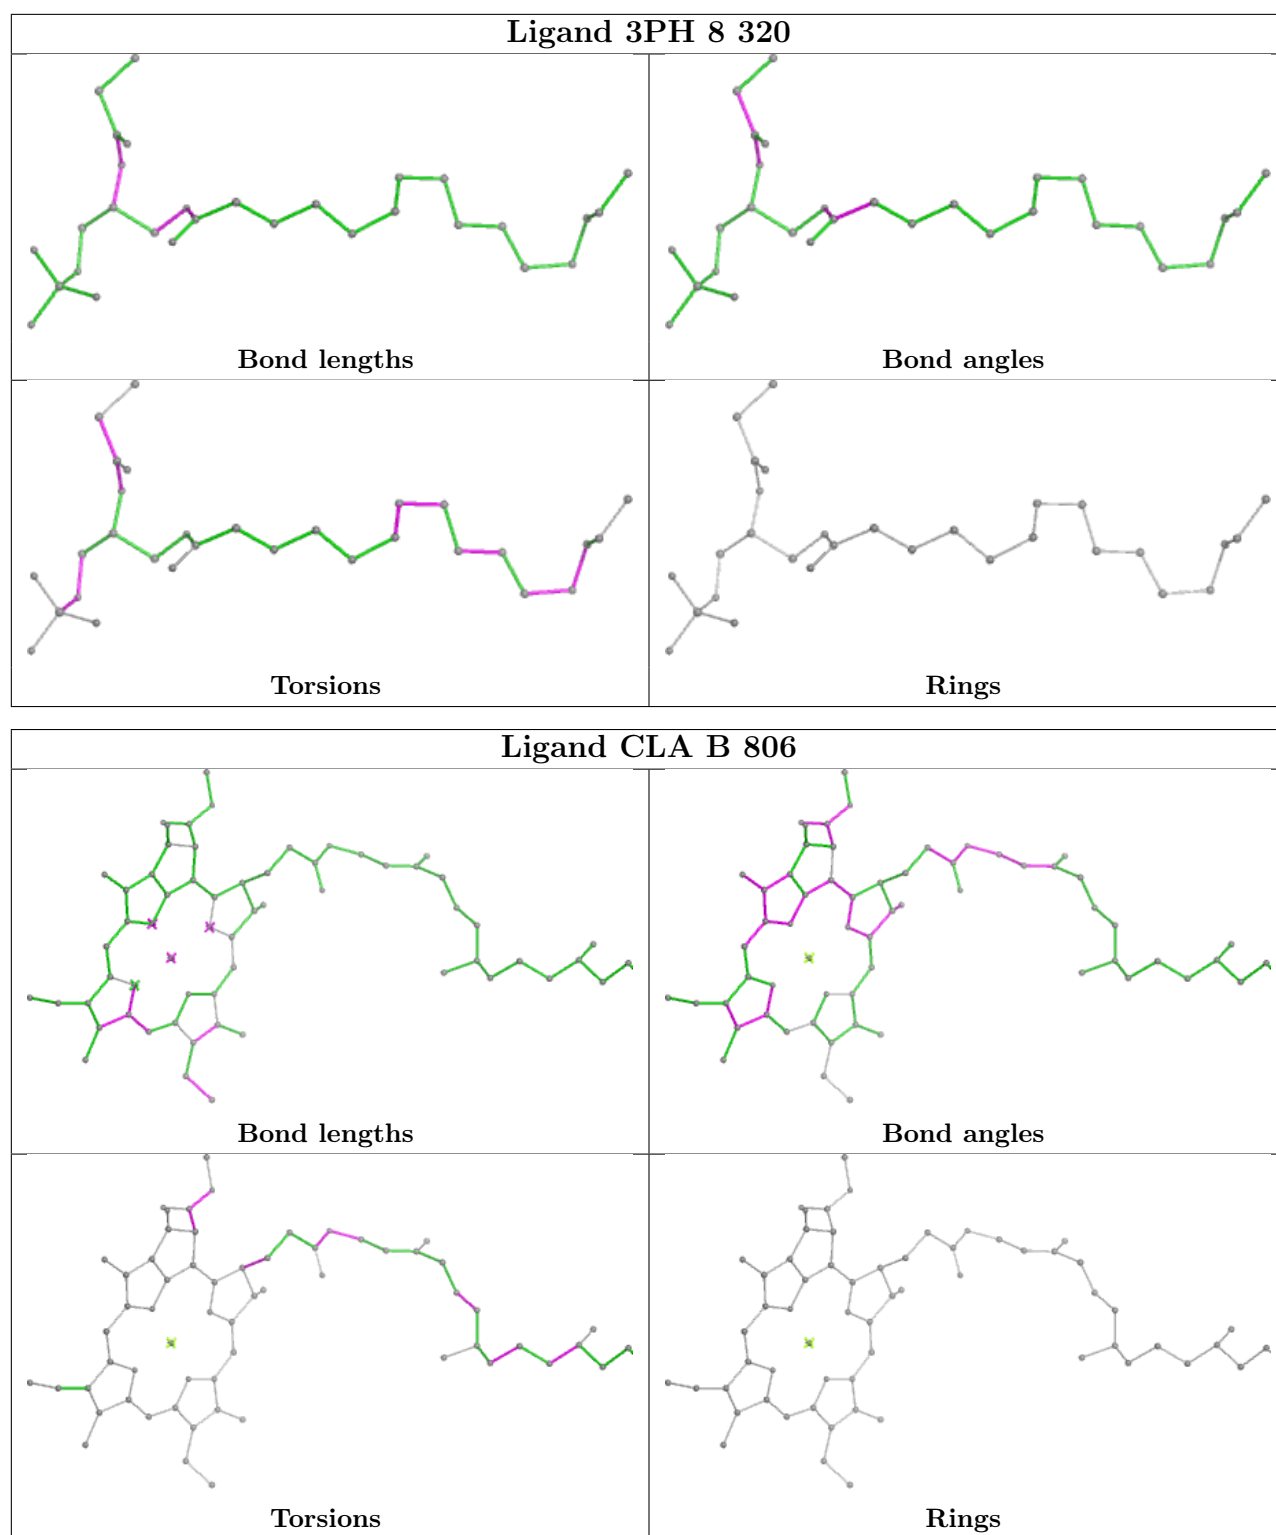 Ligand 3PH 8 320
Bond lengths
Bond angles
Torsions
Rings
Ligand CLA B 806
Bond lengths
Bond angles
Torsions
Rings